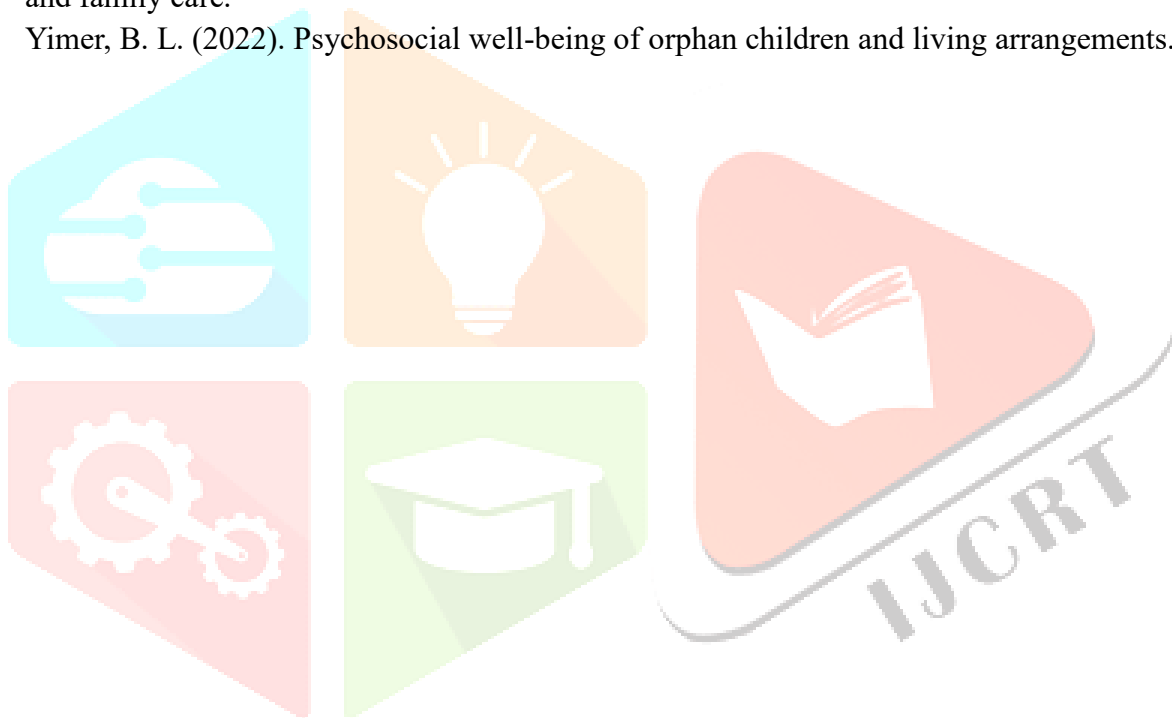 and family care.
Yimer, B. L. (2022). Psychosocial well-being of orphan children and living arrangements.
IJCRT